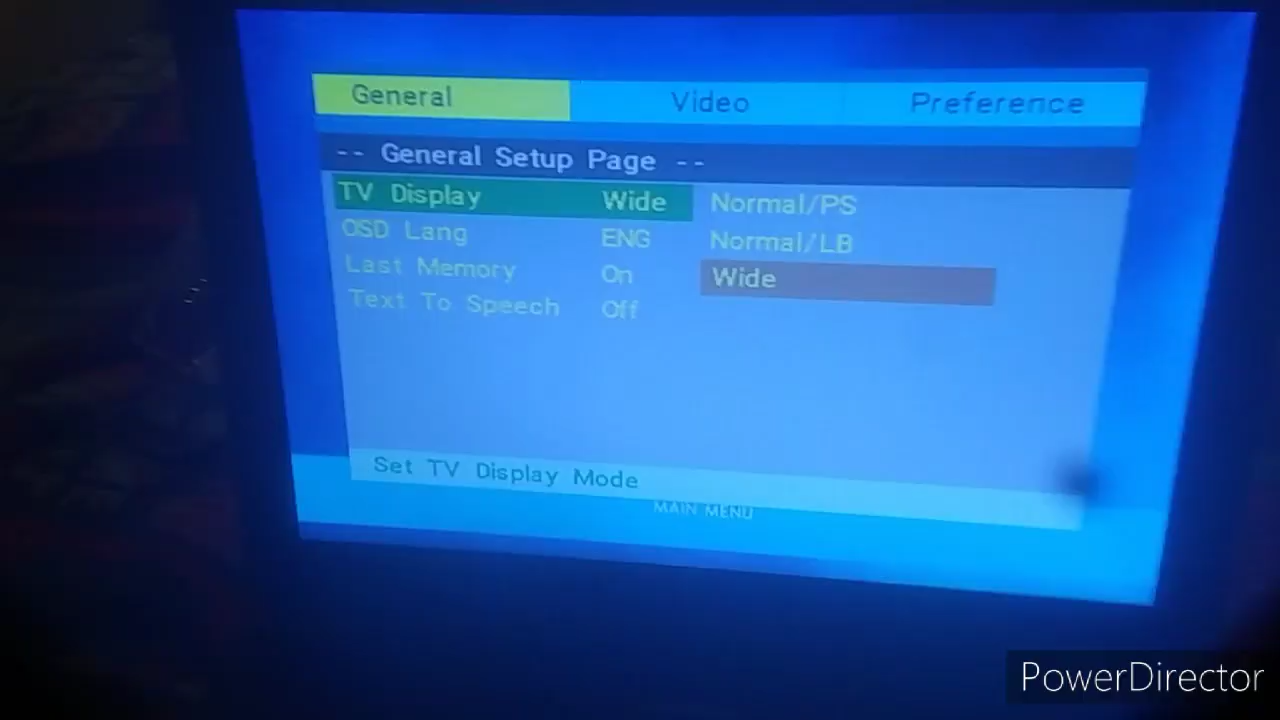 General Video Preference
-- General Setup Page --
TV Display Wide Normal/PS
OSD Lang ENG Normal/LB
Last Memory On Wide
Text To Speech Off
Set TV Display Mode
MAIN MENU
PowerDirector